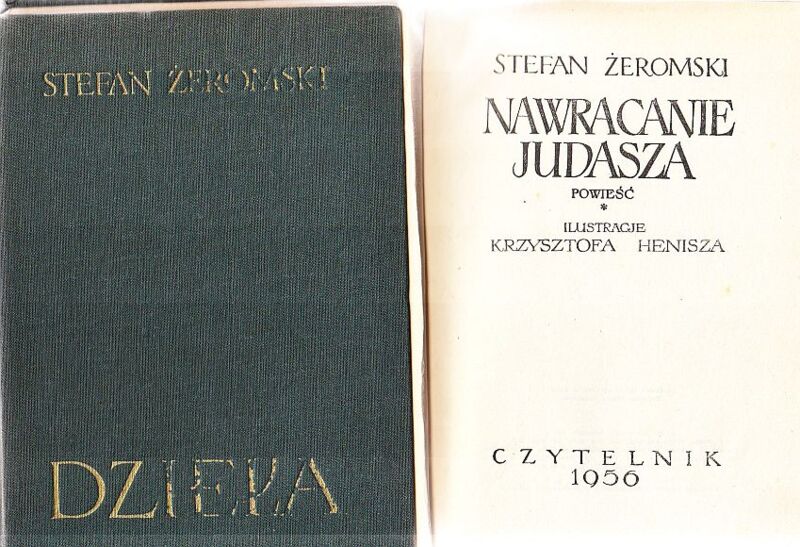 STEFAN ŻEROMSKI
DZIEŁA
STEFAN ŻEROMSKI
NAWRACANIE
JUDASZA
POWIEŚĆ
*
ILUSTRACJE
KRZYSZTOFA HENISZA
CZYTELNIK
1956